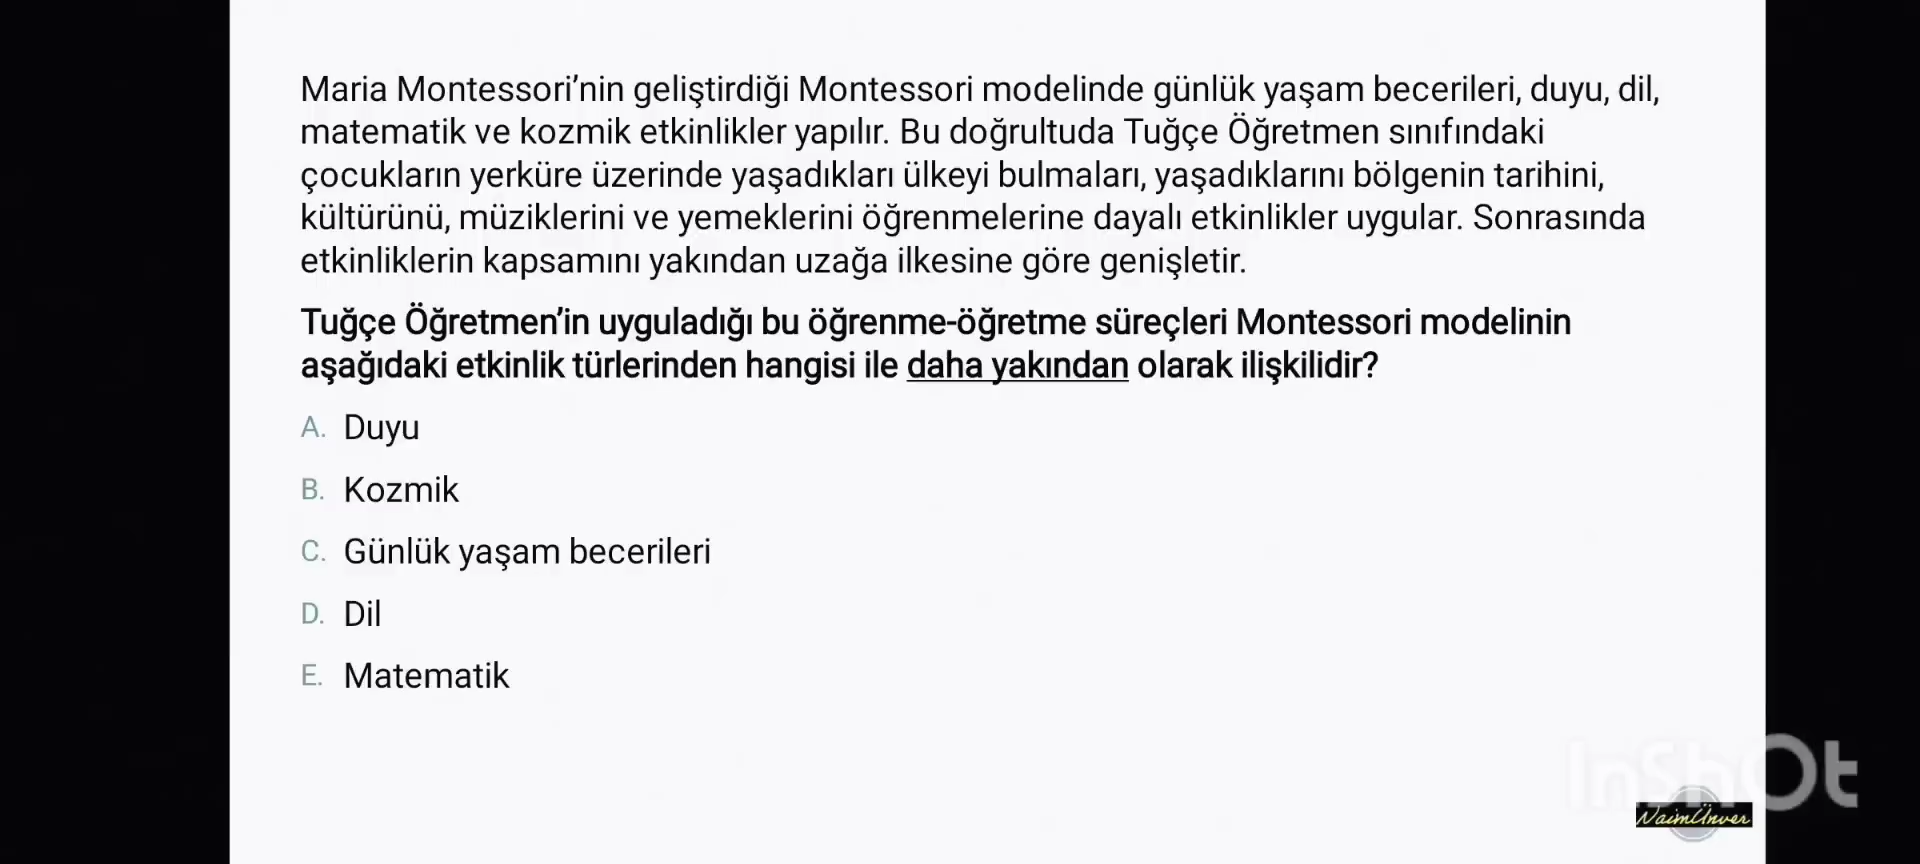 Maria Montessori’nin geliştirdiği Montessori modelinde günlük yaşam becerileri, duyu, dil,
matematik ve kozmik etkinlikler yapılır. Bu doğrultuda Tuğçe Öğretmen sınıfındaki
çocukların yerküre üzerinde yaşadıkları ülkeyi bulmaları, yaşadıklarını bölgenin tarihini,
kültürünü, müziklerini ve yemeklerini öğrenmelerine dayalı etkinlikler uygular. Sonrasında
etkinliklerin kapsamını yakından uzağa ilkesine göre genişletir.
Tuğçe Öğretmen’in uyguladığı bu öğrenme-öğretme süreçleri Montessori modelinin
aşağıdaki etkinlik türlerinden hangisi ile daha yakından olarak ilişkilidir?
A. Duyu
B. Kozmik
C. Günlük yaşam becerileri
D. Dil
E. Matematik
InShOt
NaimÜnver